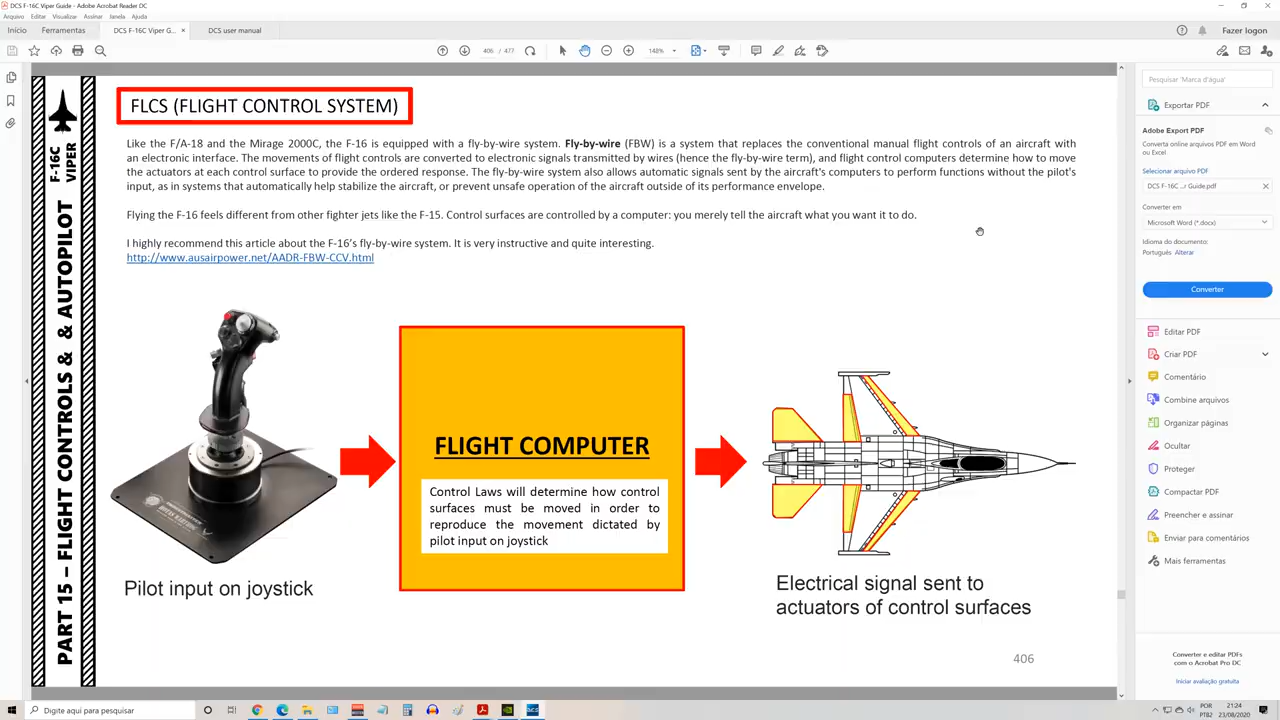 DCS F-16C Viper Guide - Adobe Acrobat Reader DC
Arquivo Editar Visualizar Assinar Janela Ajuda
Início Ferramentas DCS F-16C Viper G... × DCS user manual Fazer logon
406 / 477 148%
PART 15 – FLIGHT CONTROLS & AUTOPILOT
F-16C
VIPER
FLCS (FLIGHT CONTROL SYSTEM)
Like the F/A-18 and the Mirage 2000C, the F-16 is equipped with a fly-by-wire system. Fly-by-wire (FBW) is a system that replaces the conventional manual flight controls of an aircraft with
an electronic interface. The movements of flight controls are converted to electronic signals transmitted by wires (hence the fly-by-wire term), and flight control computers determine how to move
the actuators at each control surface to provide the ordered response. The fly-by-wire system also allows automatic signals sent by the aircraft's computers to perform functions without the pilot's
input, as in systems that automatically help stabilize the aircraft, or prevent unsafe operation of the aircraft outside of its performance envelope.
Flying the F-16 feels different from other fighter jets like the F-15. Control surfaces are controlled by a computer: you merely tell the aircraft what you want it to do.
I highly recommend this article about the F-16's fly-by-wire system. It is very instructive and quite interesting.
http://www.ausairpower.net/AADR-FBW-CCV.html
FLIGHT COMPUTER
Control Laws will determine how control
surfaces must be moved in order to
reproduce the movement dictated by
pilot input on joystick
Pilot input on joystick
Electrical signal sent to
actuators of control surfaces
406
Pesquisar 'Marca d'água'
Exportar PDF
Adobe Export PDF
Converta online arquivos PDF em Word
ou Excel
Selecionar arquivo PDF
DCS F-16C ...r Guide.pdf ×
Converter em
Microsoft Word (*.docx)
Idioma do documento:
Português Alterar
Converter
Editar PDF
Criar PDF
Comentário
Combine arquivos
Organizar páginas
Ocultar
Proteger
Compactar PDF
Preencher e assinar
Enviar para comentários
Mais ferramentas
Converter e editar PDFs
com o Acrobat Pro DC
Iniciar avaliação gratuita
Digite aqui para pesquisar
POR 21:24
PTB2 23/08/2020